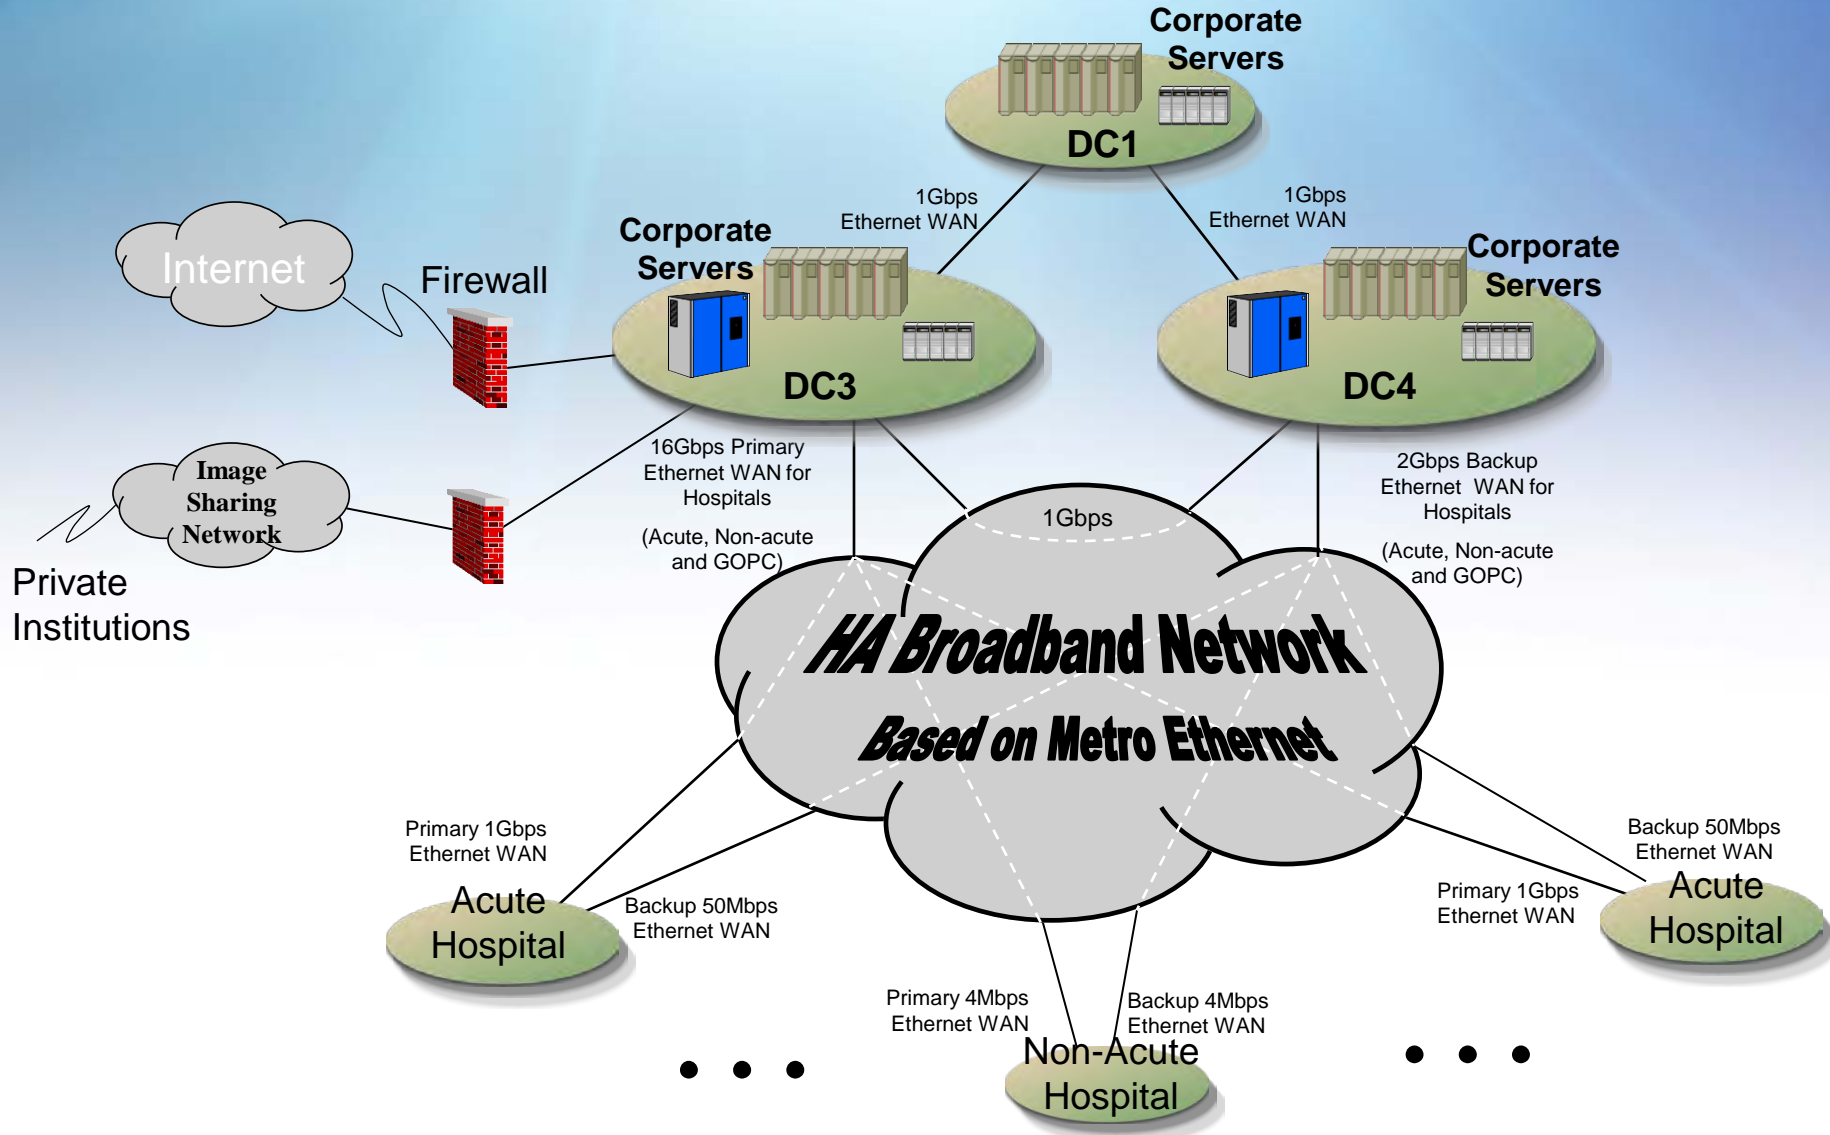 Corporate
Servers
DC1
1Gbps
Ethernet WAN
1Gbps
Ethernet WAN
Internet
Firewall
Corporate
Servers
DC3
Corporate
Servers
DC4
Image
Sharing
Network
Private
Institutions
16Gbps Primary
Ethernet WAN for
Hospitals
(Acute, Non-acute
and GOPC)
1Gbps
2Gbps Backup
Ethernet WAN for
Hospitals
(Acute, Non-acute
and GOPC)
HA Broadband Network
Based on Metro Ethernet
Primary 1Gbps
Ethernet WAN
Acute
Hospital
Backup 50Mbps
Ethernet WAN
Primary 4Mbps
Ethernet WAN
Backup 4Mbps
Ethernet WAN
Non-Acute
Hospital
Backup 50Mbps
Ethernet WAN
Primary 1Gbps
Ethernet WAN
Acute
Hospital